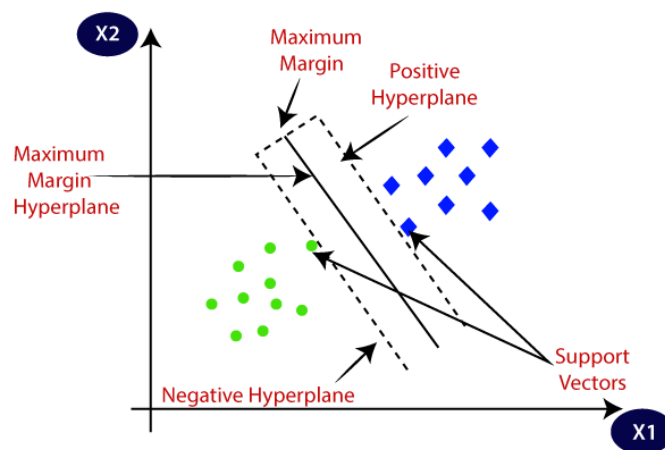 X2
Maximum
Margin
Positive
Hyperplane
Maximum
Margin
Hyperplane
Support
Vectors
Negative Hyperplane
X1